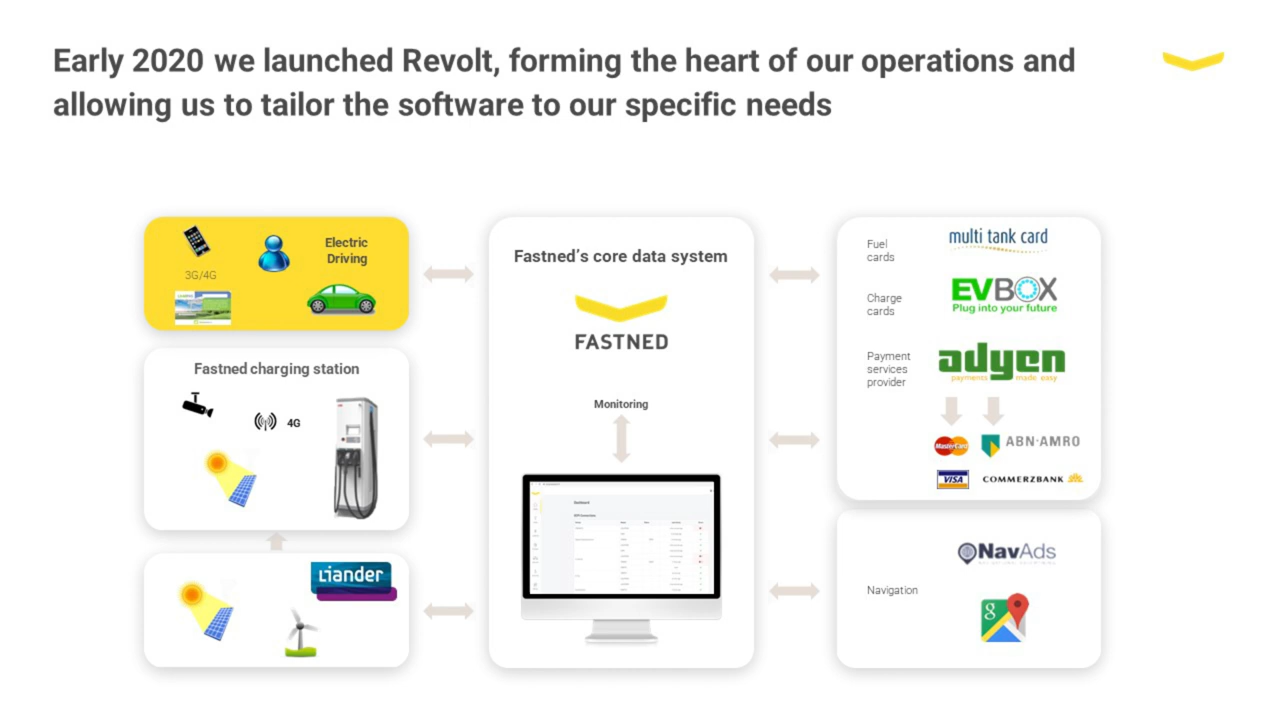 Early 2020 we launched Revolt, forming the heart of our operations and
allowing us to tailor the software to our specific needs
3G/4G
Electric
Driving
Fastned charging station
4G
Liander
Fastned's core data system
FASTNED
Monitoring
Dashboard
Fuel
cards
multi tank card
Charge
cards
EVBOX
Plug into your future
Payment
services
provider
adyen
payments made easy
MasterCard
ABN·AMRO
VISA
COMMERZBANK
NavAds
Navigation
g